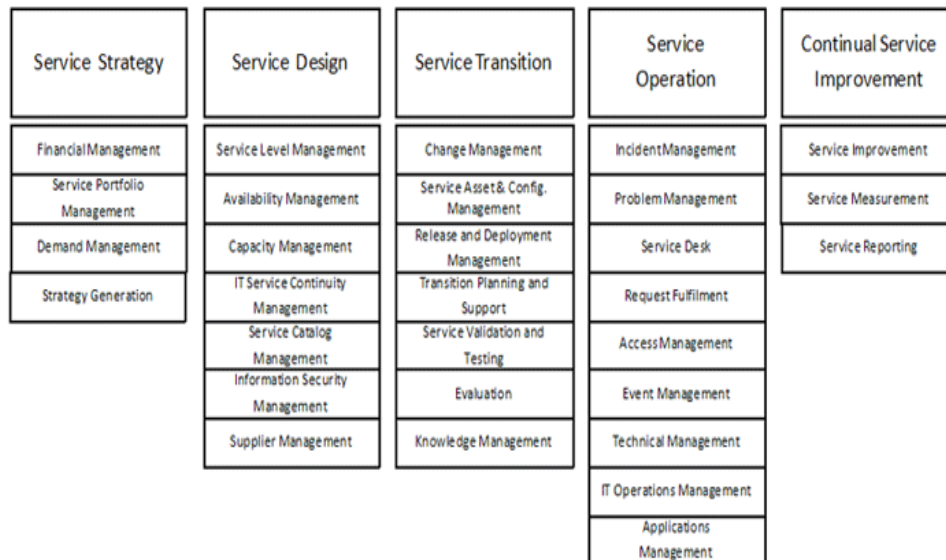 Service Strategy
Financial Management
Service Portfolio
Management
Demand Management
Strategy Generation
Service Design
Service Level Management
Availability Management
Capacity Management
IT Service Continuity
Management
Service Catalog
Management
Information Security
Management
Supplier Management
Service Transition
Change Management
Service Asset & Config.
Management
Release and Deployment
Management
Transition Planning and
Support
Service Validation and
Testing
Evaluation
Knowledge Management
Service
Operation
Incident Management
Problem Management
Service Desk
Request Fulfilment
Access Management
Event Management
Technical Management
IT Operations Management
Applications
Management
Continual Service
Improvement
Service Improvement
Service Measurement
Service Reporting